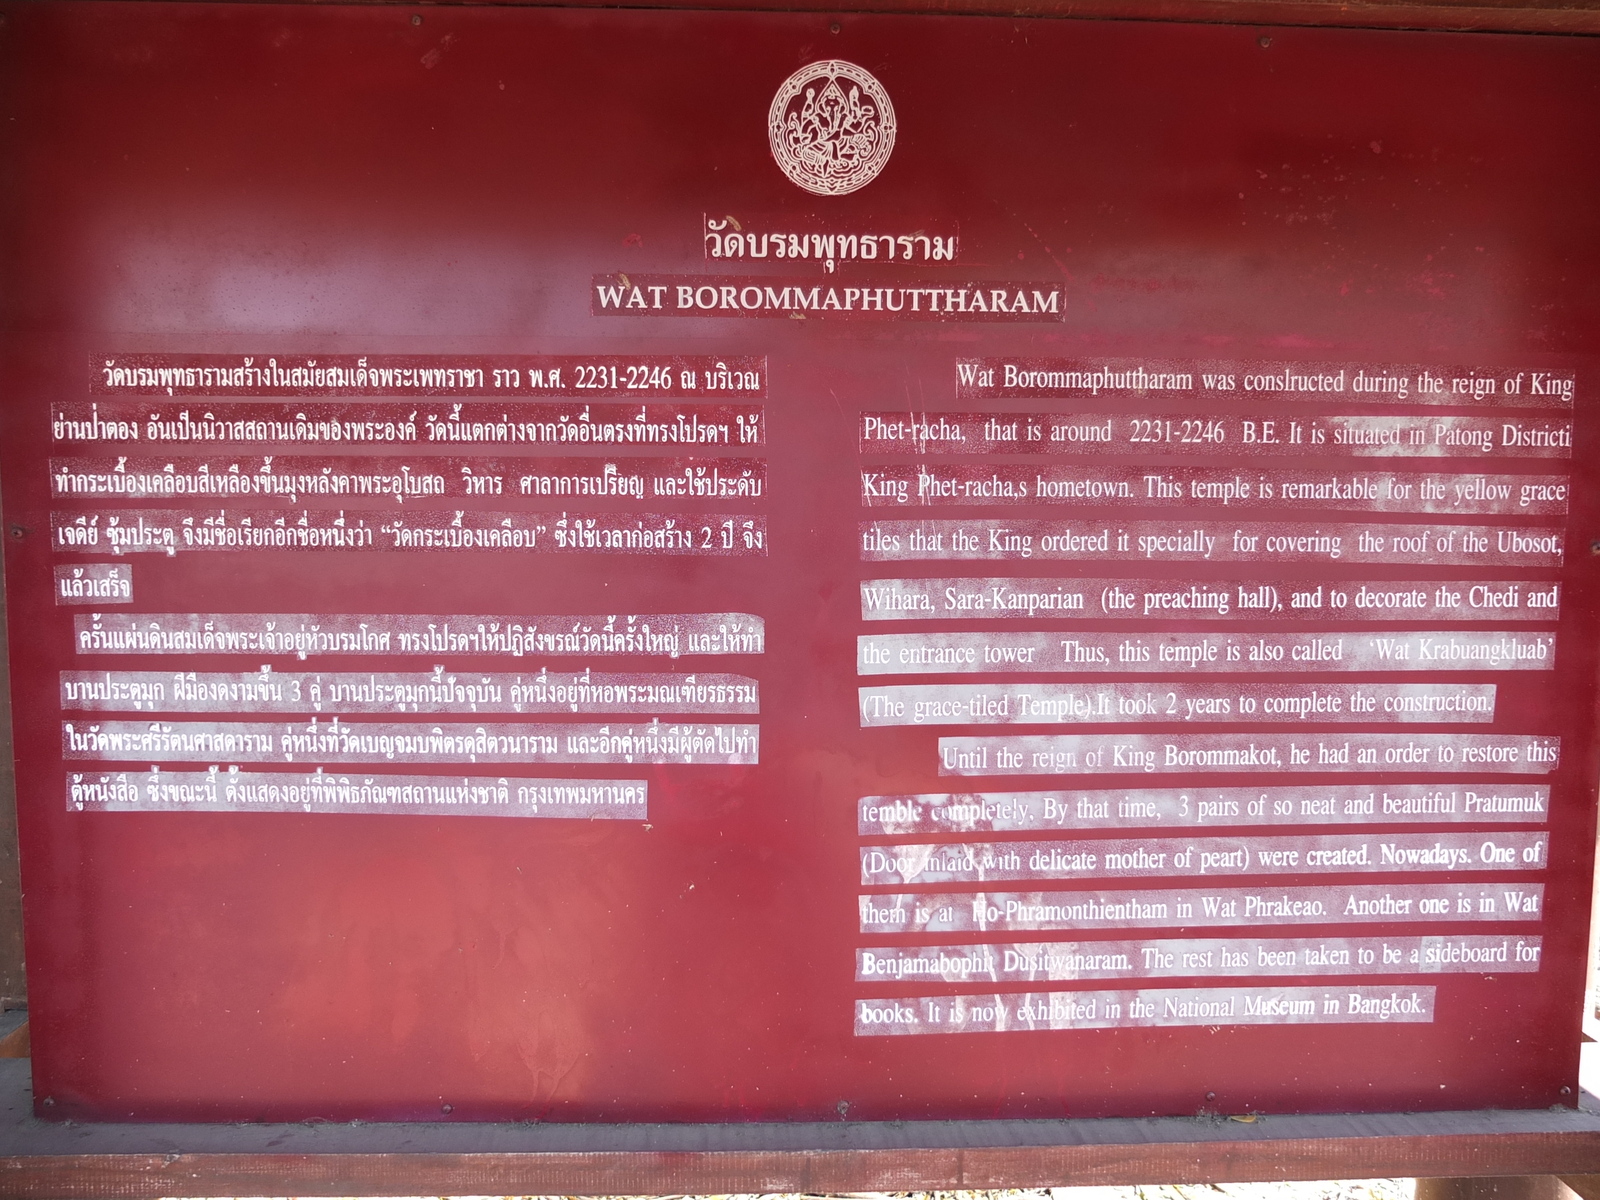 วัดบรมพุทธาราม
WAT BOROMMAPHUTTHARAM
วัดบรมพุทธารามสร้างในสมัยสมเด็จพระเพทราชา ราว พ.ศ. 2231-2246 ณ บริเวณ
ย่านป่าตอง อันเป็นนิวาสสถานเดิมของพระองค์ วัดนี้แตกต่างจากวัดอื่นตรงที่ทรงโปรดฯ ให้
ทำกระเบื้องเคลือบสีเหลืองขึ้นมุงหลังคาพระอุโบสถ วิหาร ศาลาการเปรียญ และใช้ประดับ
เจดีย์ ซุ้มประตู จึงมีชื่อเรียกอีกชื่อหนึ่งว่า “วัดกระเบื้องเคลือบ” ซึ่งใช้เวลาก่อสร้าง 2 ปี จึง
แล้วเสร็จ
ครั้นแผ่นดินสมเด็จพระเจ้าอยู่หัวบรมโกศ ทรงโปรดฯให้ปฏิสังขรณ์วัดนี้ครั้งใหญ่ และให้ทำ
บานประตูมุก ฝีมืองดงามขึ้น 3 คู่ บานประตูมุกนี้ปัจจุบัน คู่หนึ่งอยู่ที่หอพระมณเฑียรธรรม
ในวัดพระศรีรัตนศาสดาราม คู่หนึ่งที่วัดเบญจมบพิตรดุสิตวนาราม และอีกคู่หนึ่งมีผู้ตัดไปทำ
ตู้หนังสือ ซึ่งขณะนี้ ตั้งแสดงอยู่ที่พิพิธภัณฑสถานแห่งชาติ กรุงเทพมหานคร
Wat Borommaphuttharam was conslructed during the reign of King
Phet-racha, that is around 2231-2246 B.E. It is situated in Patong Districti
King Phet-racha,s hometown. This temple is remarkable for the yellow grace
tiles that the King ordered it specially for covering the roof of the Ubosot,
Wihara, Sara-Kanparian (the preaching hall), and to decorate the Chedi and
the entrance tower Thus, this temple is also called ‘Wat Krabuangkluab’
(The grace-tiled Temple).It took 2 years to complete the construction.
Until the reign of King Borommakot, he had an order to restore this
temble completely. By that time, 3 pairs of so neat and beautiful Pratumuk
(Door inlaid with delicate mother of peart) were created. Nowadays. One of
them is at Ho-Phramonthientham in Wat Phrakeao. Another one is in Wat
Benjamabophit Dusitwanaram. The rest has been taken to be a sideboard for
books. It is now exhibited in the National Museum in Bangkok.